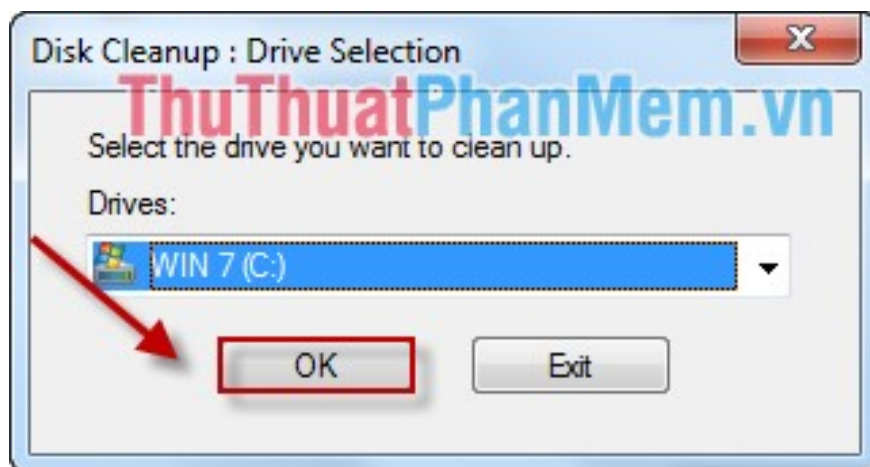 Disk Cleanup : Drive Selection
ThuThuatPhanMem.vn
Select the drive you want to clean up.
Drives:
WIN 7 (C:)
OK
Exit